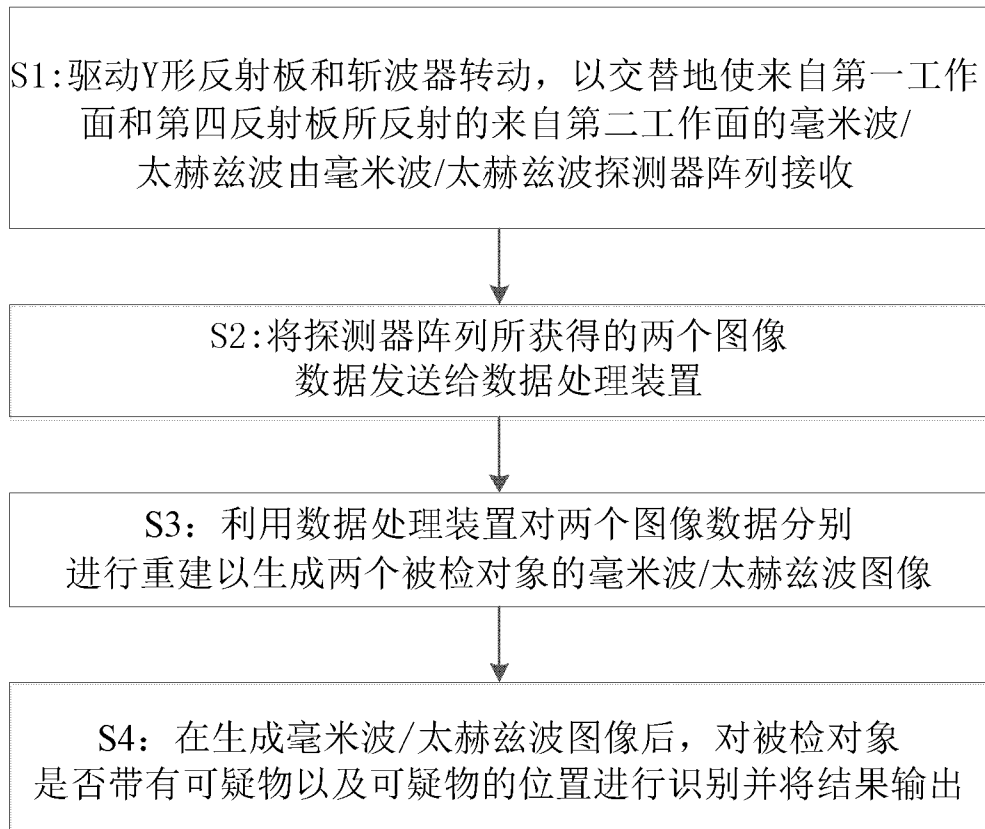 S1:驱动Y形反射板和斩波器转动，以交替地使来自第一工作
面和第四反射板所反射的来自第二工作面的毫米波/
太赫兹波由毫米波/太赫兹波探测器阵列接收
S2:将探测器阵列所获得的两个图像
数据发送给数据处理装置
S3：利用数据处理装置对两个图像数据分别
进行重建以生成两个被检对象的毫米波/太赫兹波图像
S4：在生成毫米波/太赫兹波图像后，对被检对象
是否带有可疑物以及可疑物的位置进行识别并将结果输出